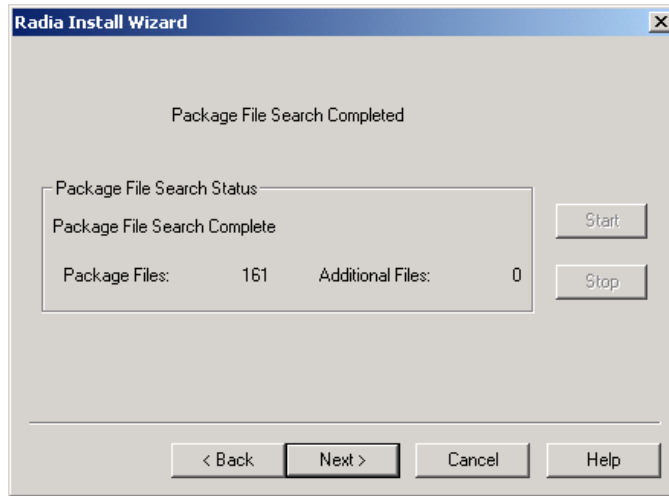 Radia Install Wizard
Package File Search Completed
Package File Search Status
Package File Search Complete
Package Files: 161 Additional Files: 0
Start
Stop
< Back Next > Cancel Help